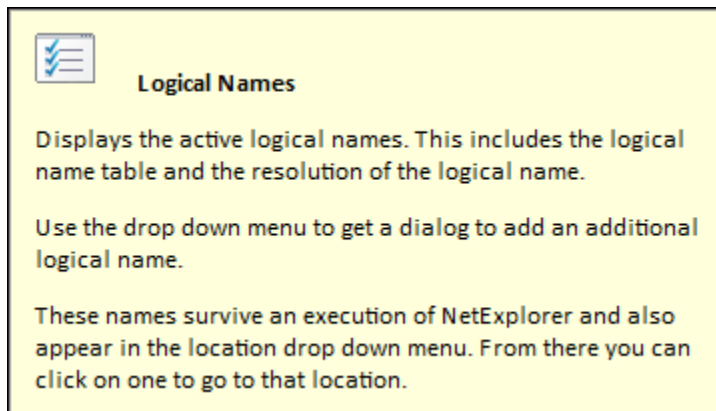 Logical Names
Displays the active logical names. This includes the logical
name table and the resolution of the logical name.
Use the drop down menu to get a dialog to add an additional
logical name.
These names survive an execution of NetExplorer and also
appear in the location drop down menu. From there you can
click on one to go to that location.